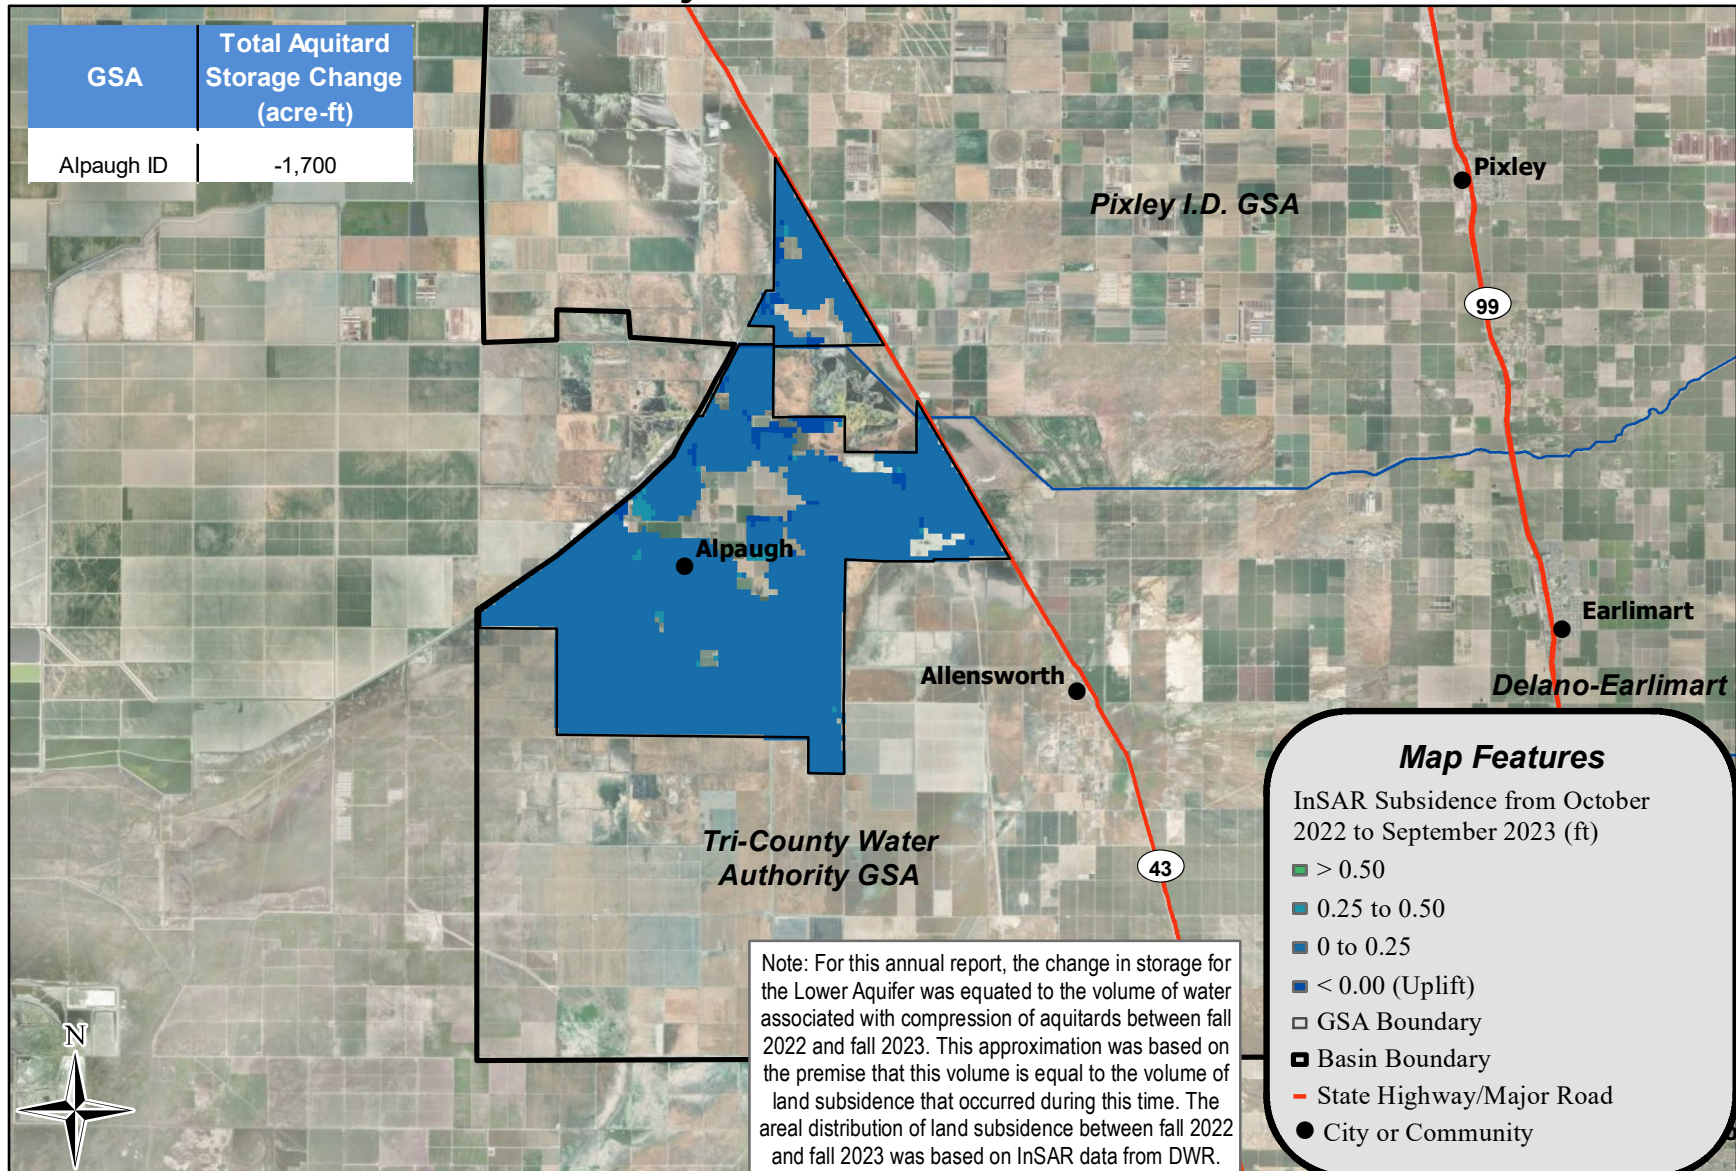 GSA
Total Aquitard
Storage Change
(acre-ft)
Alpaugh ID
-1,700
Pixley
Pixley I.D. GSA
99
Alpaugh
Earlimart
Allensworth
Delano-Earlimart
Tri-County Water
Authority GSA
43
Note: For this annual report, the change in storage for
the Lower Aquifer was equated to the volume of water
associated with compression of aquitards between fall
2022 and fall 2023. This approximation was based on
the premise that this volume is equal to the volume of
land subsidence that occurred during this time. The
areal distribution of land subsidence between fall 2022
and fall 2023 was based on InSAR data from DWR.
Map Features
InSAR Subsidence from October
2022 to September 2023 (ft)
> 0.50
0.25 to 0.50
0 to 0.25
< 0.00 (Uplift)
GSA Boundary
Basin Boundary
State Highway/Major Road
City or Community
N